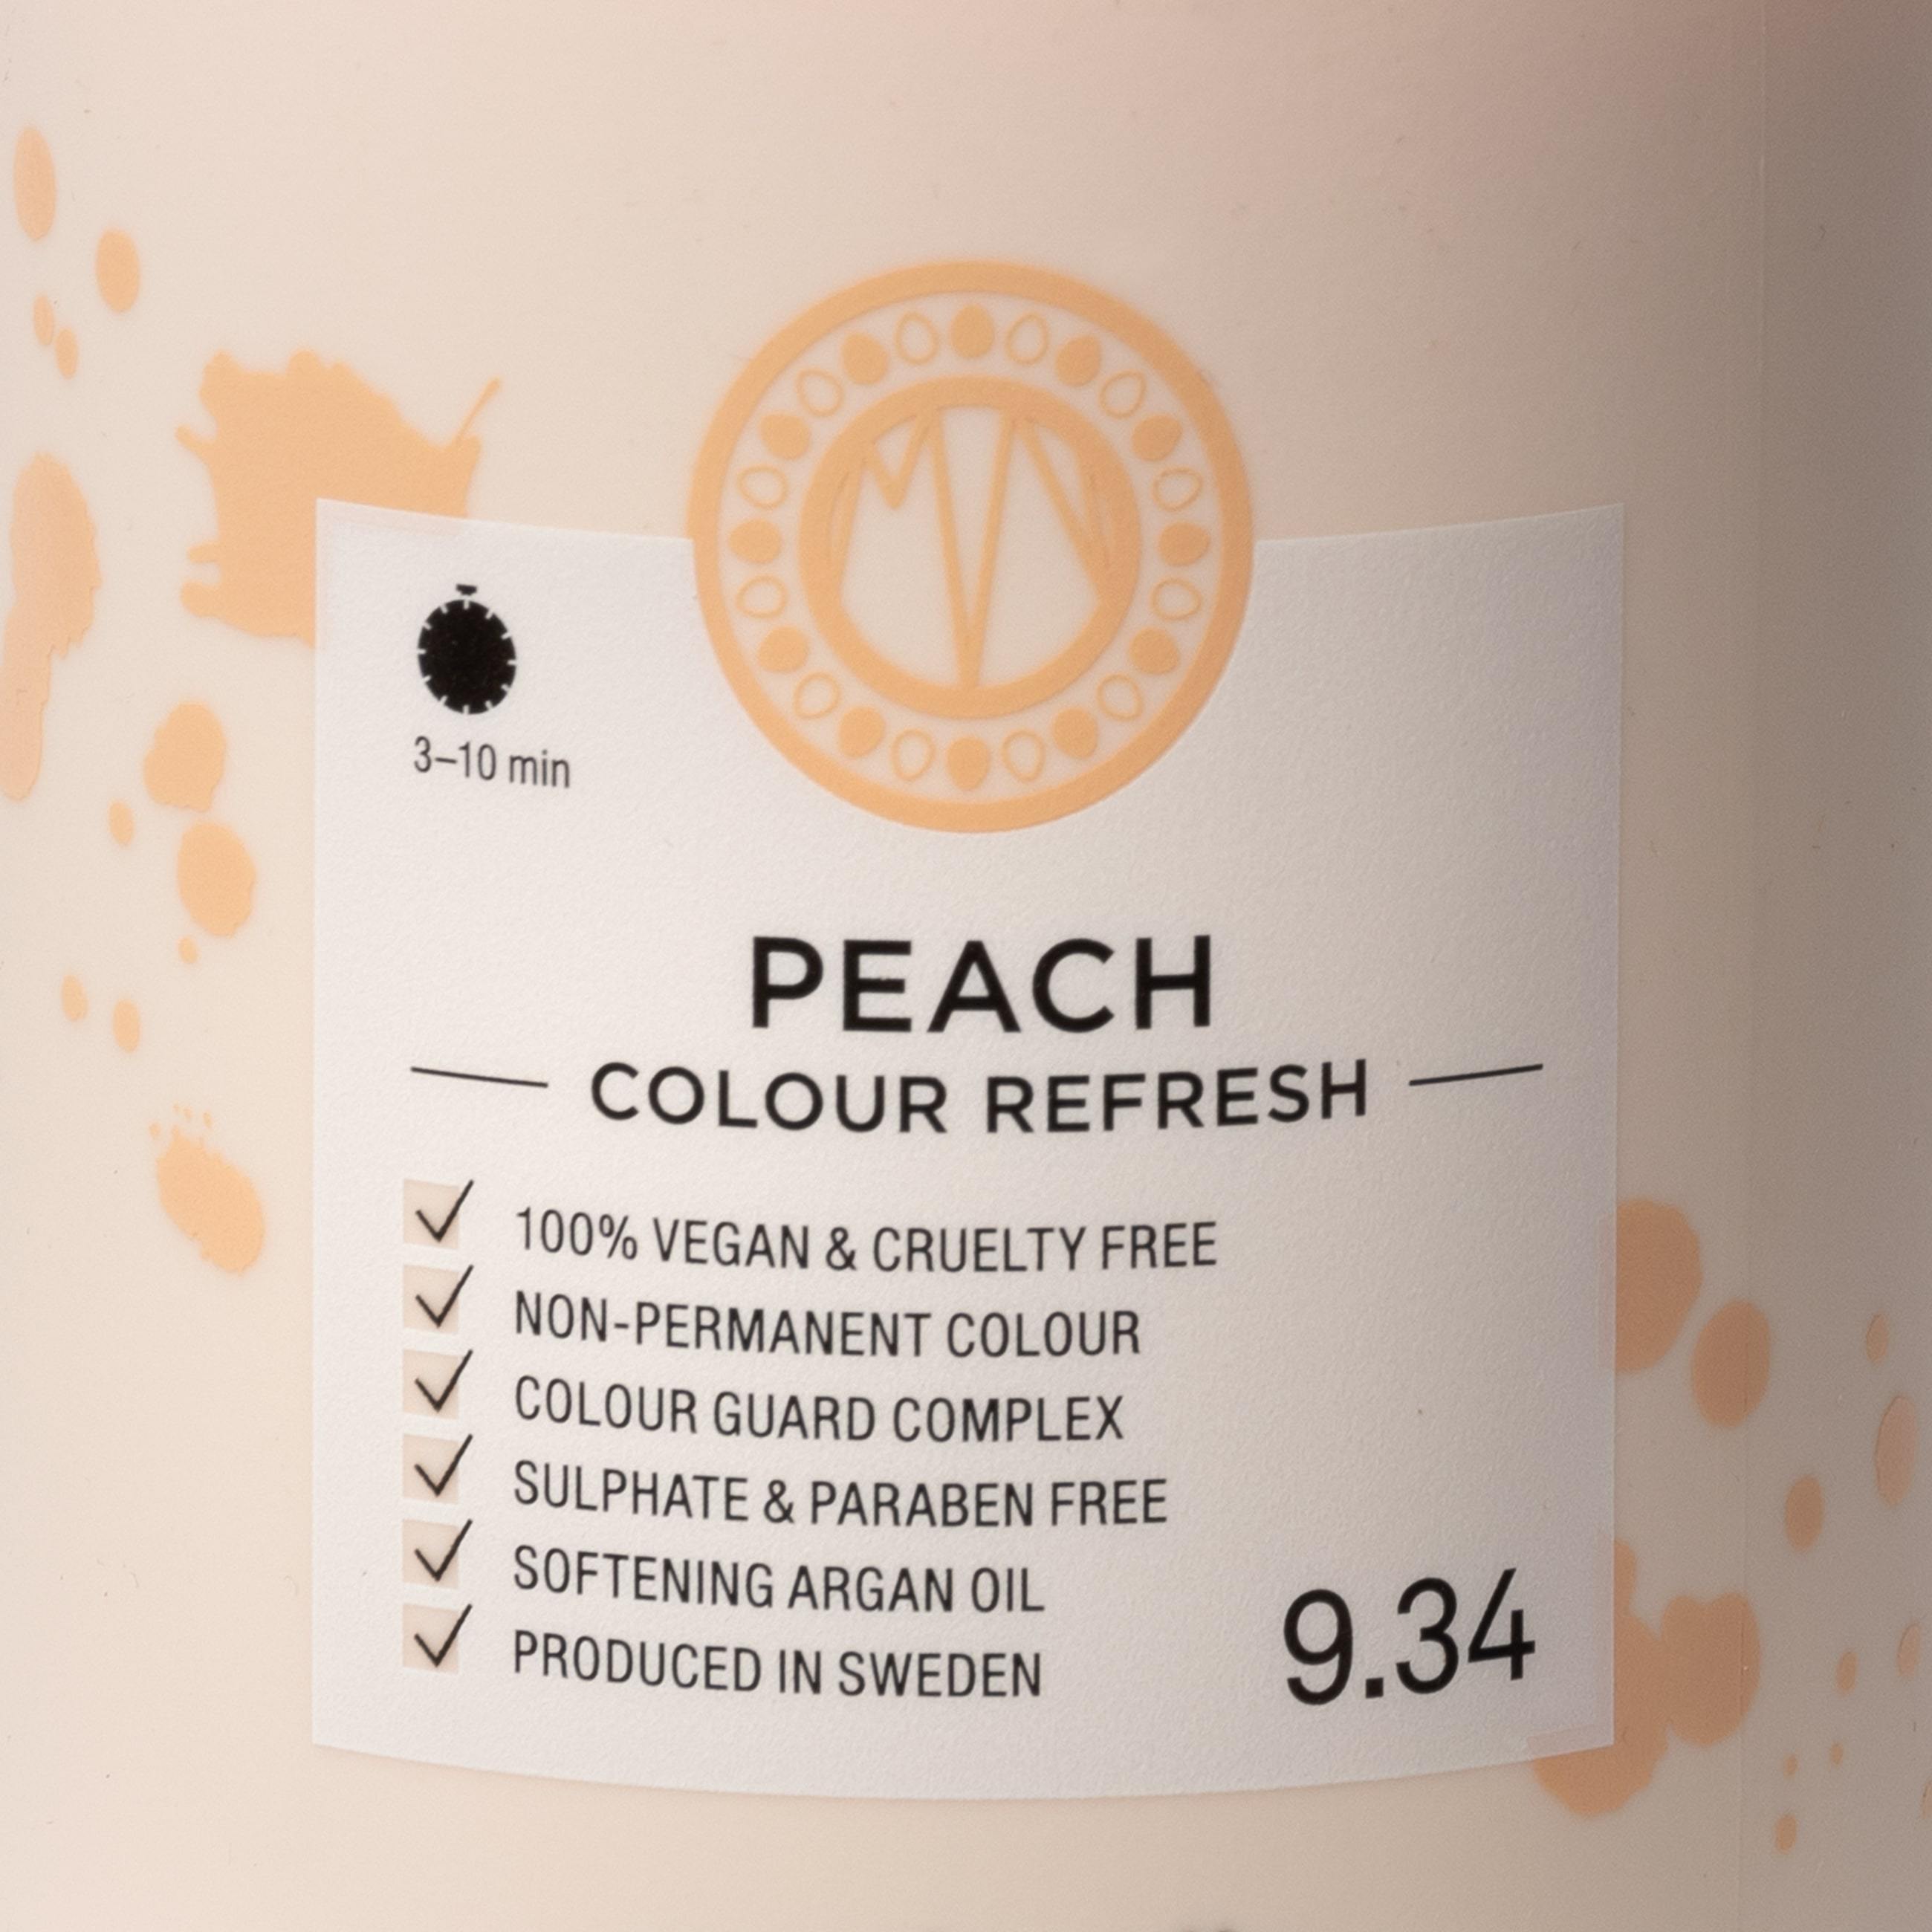 MN
3–10 min
PEACH
COLOUR REFRESH
100% VEGAN & CRUELTY FREE
NON-PERMANENT COLOUR
COLOUR GUARD COMPLEX
SULPHATE & PARABEN FREE
SOFTENING ARGAN OIL
PRODUCED IN SWEDEN
9.34